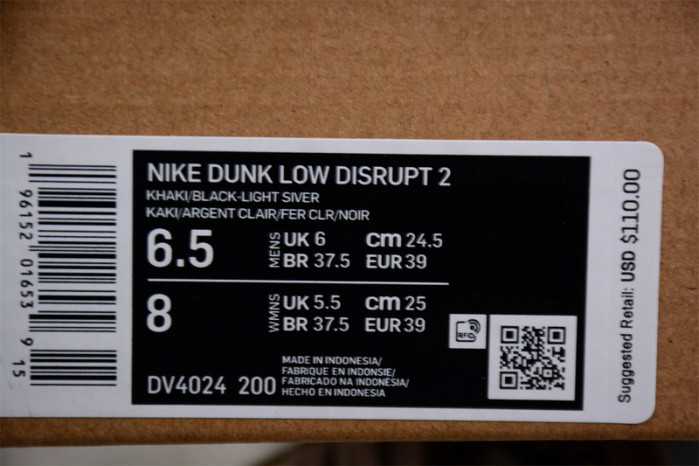 NIKE DUNK LOW DISRUPT 2
KHAKI/BLACK-LIGHT SIVER
KAKI/ARGENT CLAIR/FER CLR/NOIR
6.5 MENS UK 6 cm 24.5
BR 37.5 EUR 39
8 WMNS UK 5.5 cm 25
BR 37.5 EUR 39
DV4024 200
MADE IN INDONESIA/
FABRIQUE EN INDONSIE/
FABRICADO NA INDONÉSIA/
HECHO EN INDONESIA
RFID
Suggested Retail: USD $110.00
1 96152 01653 9 15